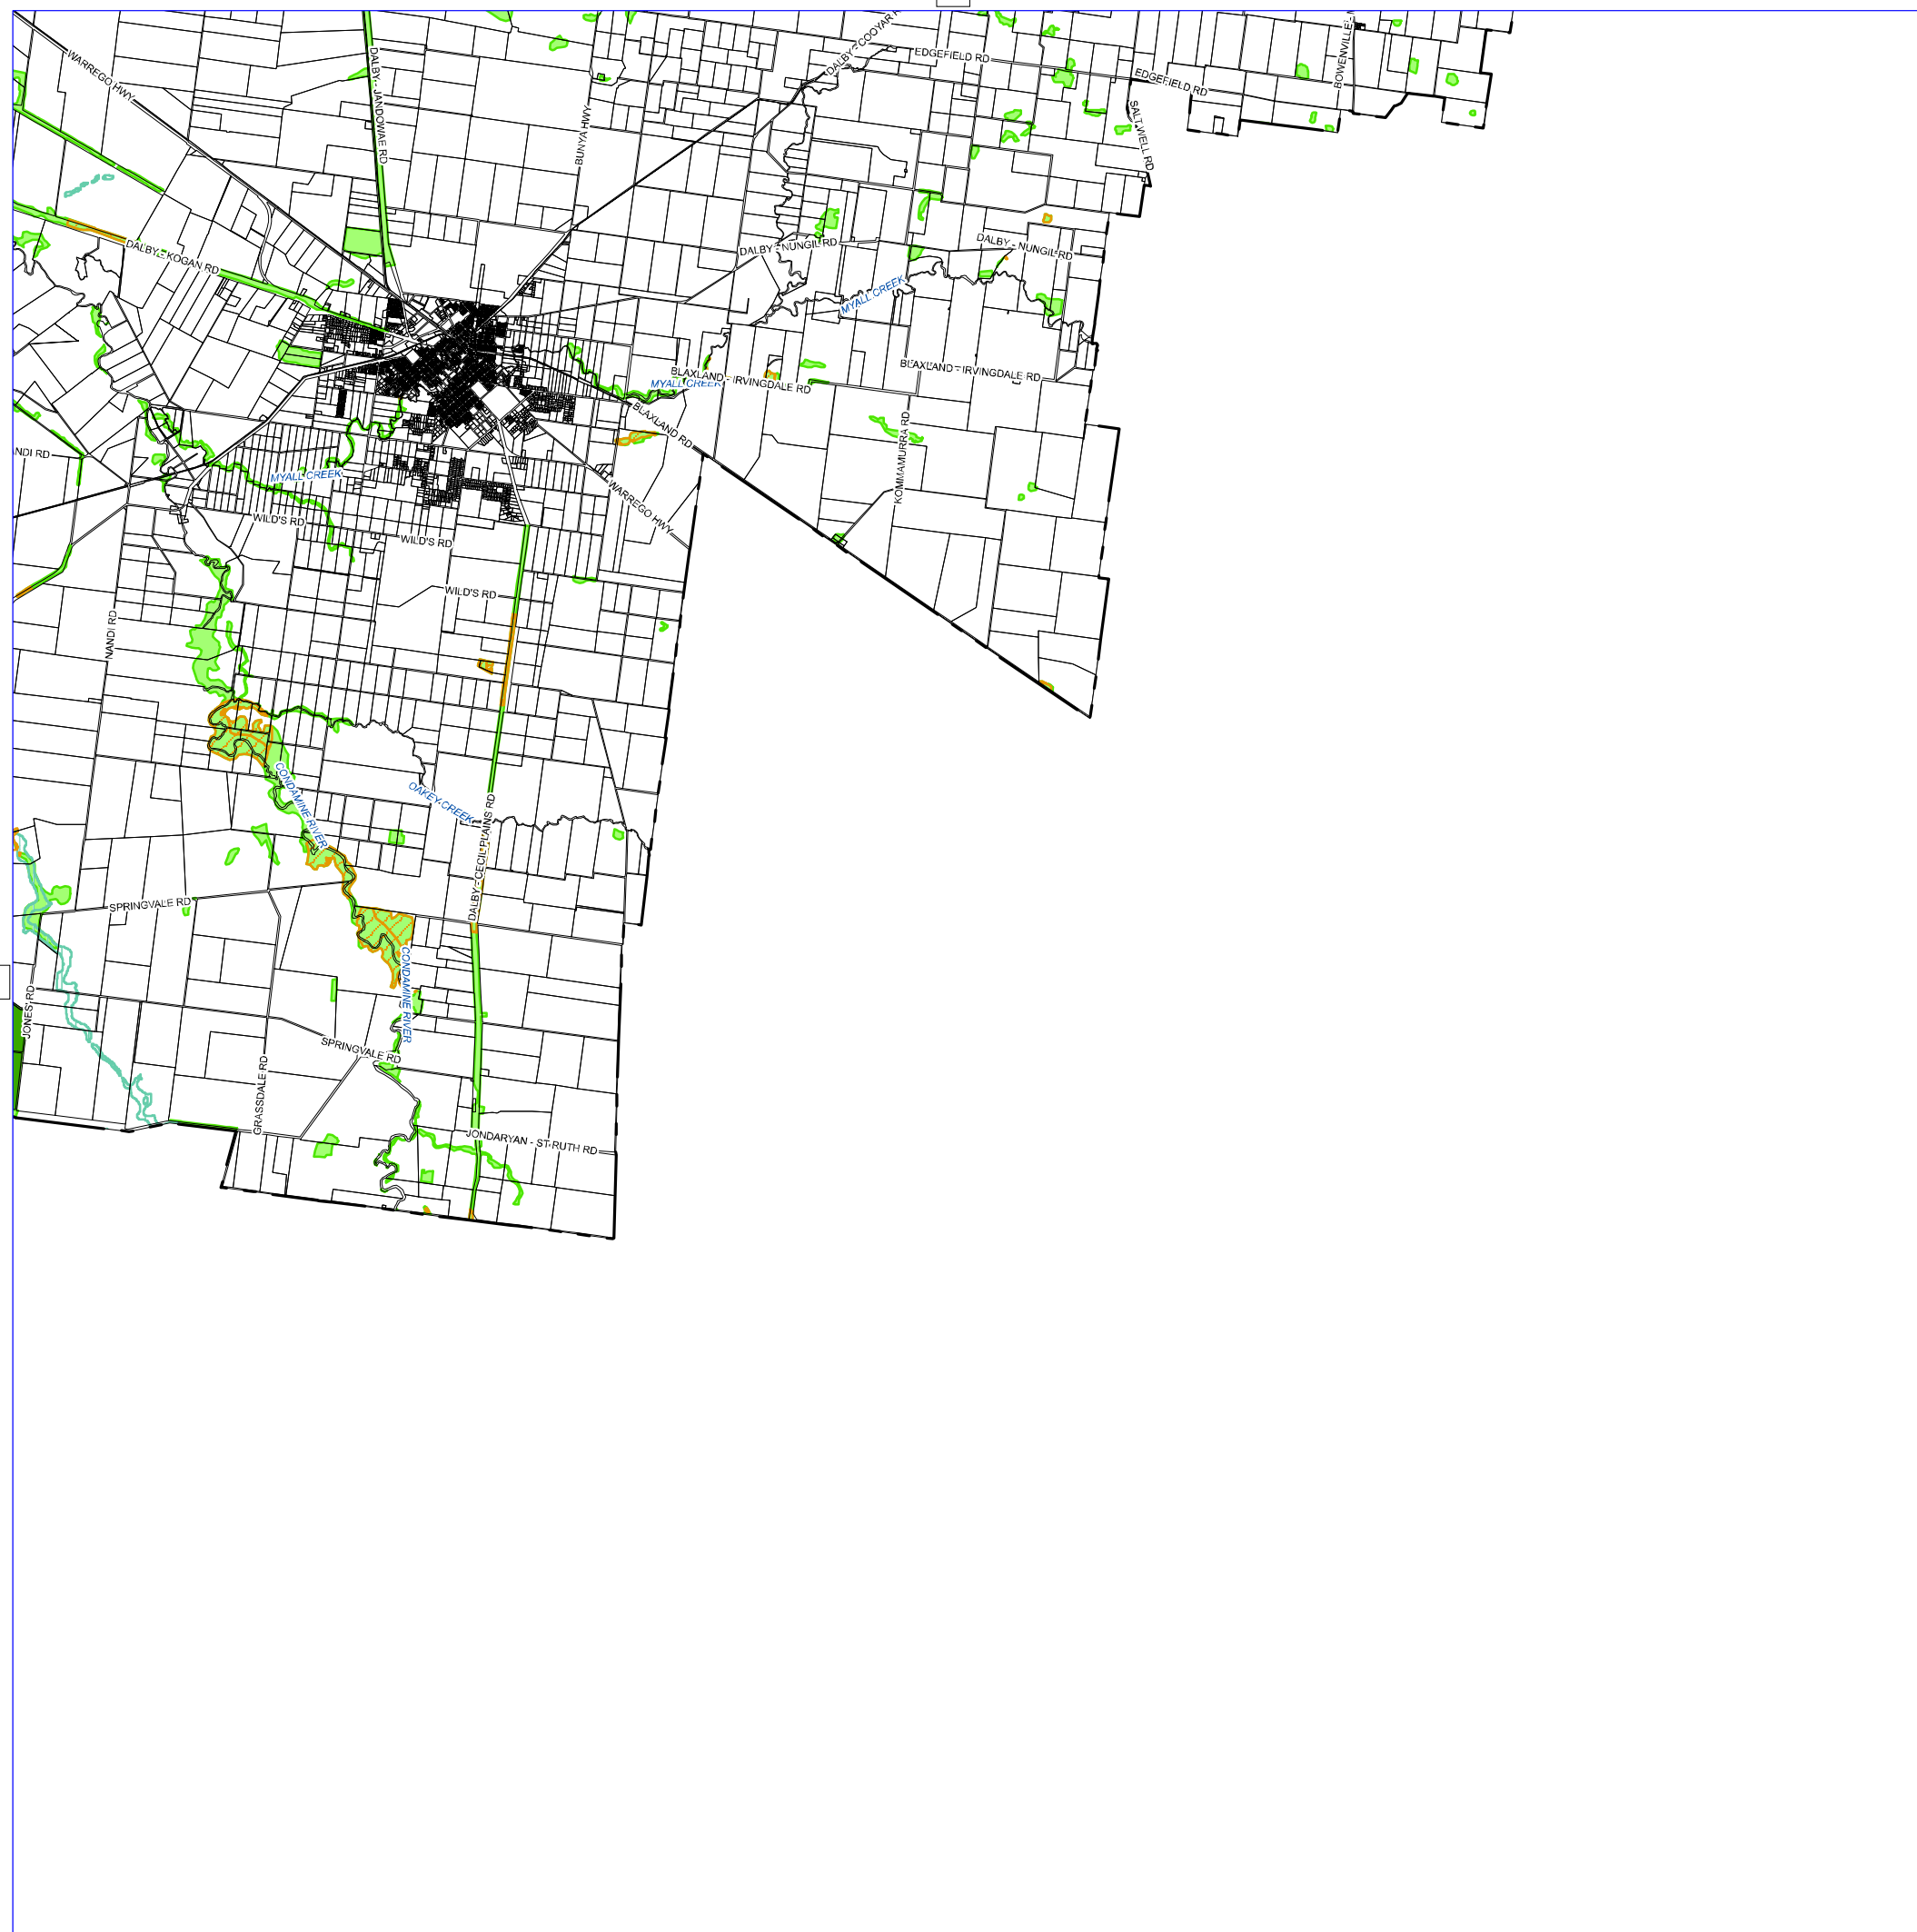 WARREGO HWY
DALBY - JANDOWAE RD
BUNYA HWY
DALBY - COOYAR
EDGEFIELD RD
EDGEFIELD RD
SALTWELL RD
BOWENVILLE
DALBY - KOGAN RD
DALBY - NUNGIL RD
DALBY - NUNGIL RD
MYALL CREEK
BLAXLAND - IRVINGDALE RD
BLAXLAND - IRVINGDALE RD
MYALL CREEK
BLAXLAND RD
KOMMAMURRA RD
NDI RD
MYALL CREEK
WARREGO HWY
WILD'S RD
WILD'S RD
WILD'S RD
NANDI RD
CONDAMINE RIVER
OAKEY CREEK
DALBY - CECIL PLAINS RD
SPRINGVALE RD
CONDAMINE RIVER
JONES RD
SPRINGVALE RD
GRASSDALE RD
JONDARYAN - ST RUTH RD